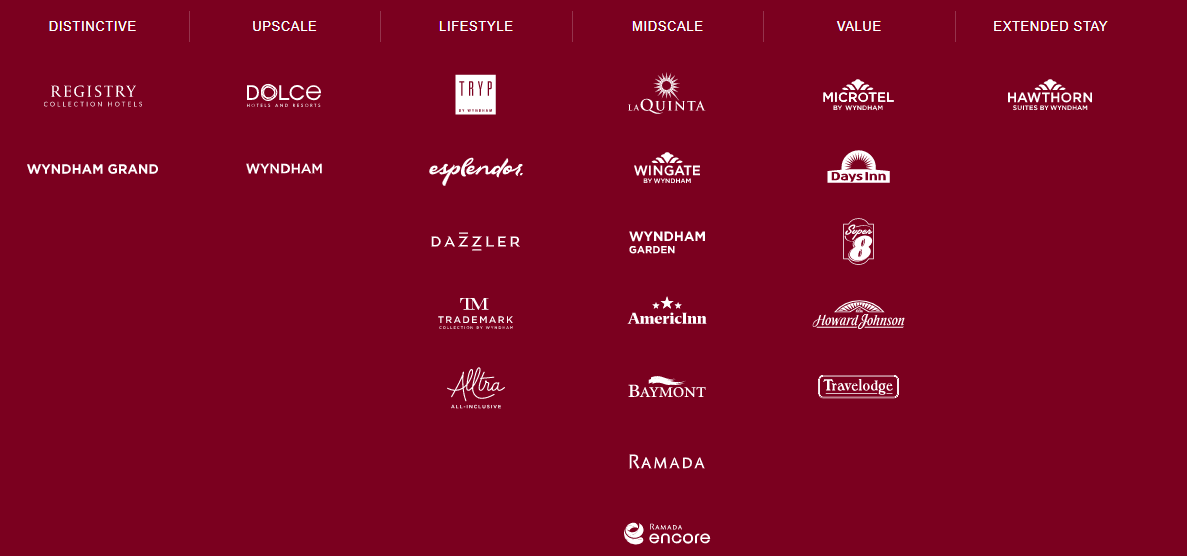 DISTINCTIVE
UPSCALE
LIFESTYLE
MIDSCALE
VALUE
EXTENDED STAY
REGISTRY
COLLECTION HOTELS
DOLCE
HOTELS AND RESORTS
TRYP
BY WYNDHAM
LAQUINTA
MICROTEL
BY WYNDHAM
HAWTHORN
SUITES BY WYNDHAM
WYNDHAM GRAND
WYNDHAM
esplendor.
WINGATE
BY WYNDHAM
Days Inn
DAZZLER
WYNDHAM
GARDEN
Super
8
TM
TRADEMARK
COLLECTION BY WYNDHAM
AmericInn
Howard Johnson
Alltra
ALL-INCLUSIVE
BAYMONT
Travelodge
RAMADA
RAMADA
encore